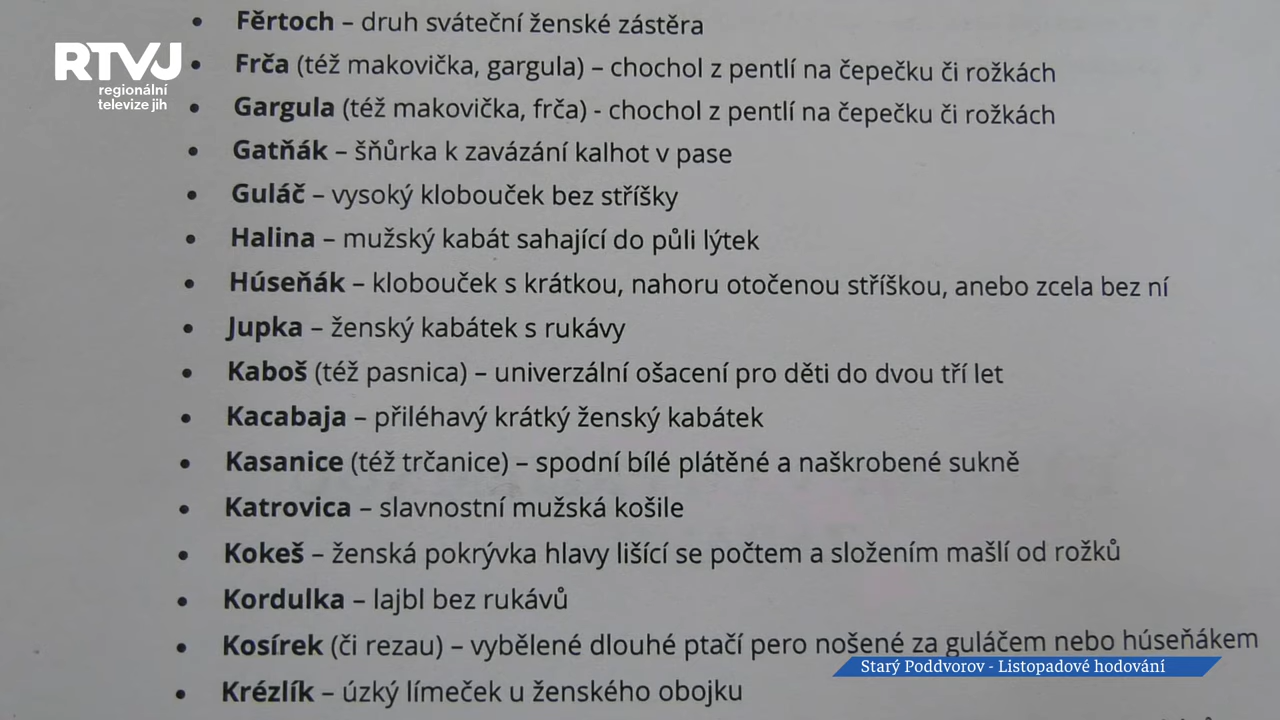 RTVJ
regionální
televize jih
• Fěrtoch – druh sváteční ženské zástěra
• Frča (též makovička, gargula) – chochol z pentlí na čepečku či rožkách
• Gargula (též makovička, frča) - chochol z pentlí na čepečku či rožkách
• Gatňák – šňůrka k zavázání kalhot v pase
• Guláč – vysoký klobouček bez stříšky
• Halina – mužský kabát sahající do půli lýtek
• Húseňák – klobouček s krátkou, nahoru otočenou stříškou, anebo zcela bez ní
• Jupka – ženský kabátek s rukávy
• Kaboš (též pasnica) – univerzální ošacení pro děti do dvou tří let
• Kacabaja – přiléhavý krátký ženský kabátek
• Kasanice (též trčanice) – spodní bílé plátěné a naškrobené sukně
• Katrovica – slavnostní mužská košile
• Kokeš – ženská pokrývka hlavy lišící se počtem a složením mašlí od rožků
• Kordulka – lajbl bez rukávů
• Kosírek (či rezau) – vybělené dlouhé ptačí pero nošené za guláčem nebo húseňákem
Starý Poddvorov - Listopadové hodování
• Krézlík – úzký límeček u ženského obojku